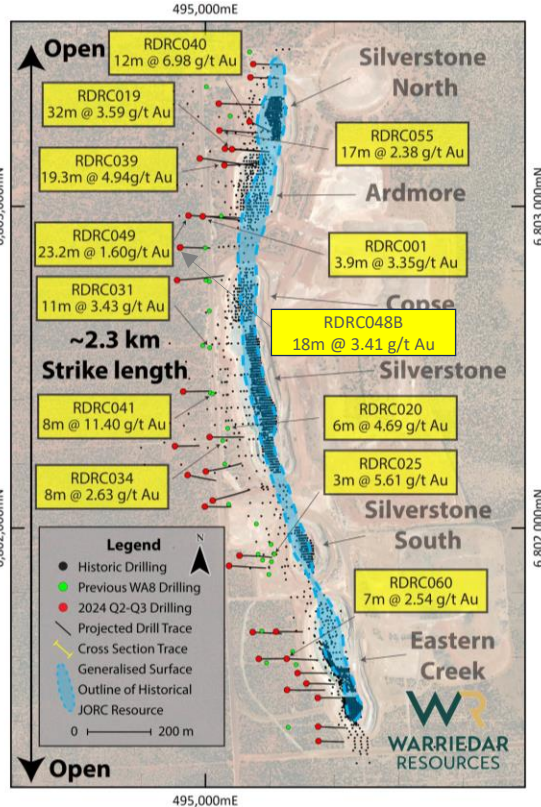 495,000mE
Open
RDRC040
12m @ 6.98 g/t Au
Silverstone
North
RDRC019
32m @ 3.59 g/t Au
RDRC055
17m @ 2.38 g/t Au
RDRC039
19.3m @ 4.94g/t Au
Ardmore
6,803,000mN
RDRC049
23.2m @ 1.60g/t Au
RDRC001
3.9m @ 3.35g/t Au
RDRC031
11m @ 3.43 g/t Au
Copse
RDRC048B
18m @ 3.41 g/t Au
~2.3 km
Strike length
Silverstone
RDRC041
8m @ 11.40 g/t Au
RDRC020
6m @ 4.69 g/t Au
RDRC034
8m @ 2.63 g/t Au
RDRC025
3m @ 5.61 g/t Au
Silverstone
South
6,802,000mN
Legend
N
Historic Drilling
Previous WA8 Drilling
2024 Q2-Q3 Drilling
Projected Drill Trace
Cross Section Trace
Generalised Surface
Outline of Historical
JORC Resource
0 200 m
RDRC060
7m @ 2.54 g/t Au
Eastern
Creek
WR
WARRIEDAR
RESOURCES
Open
495,000mE